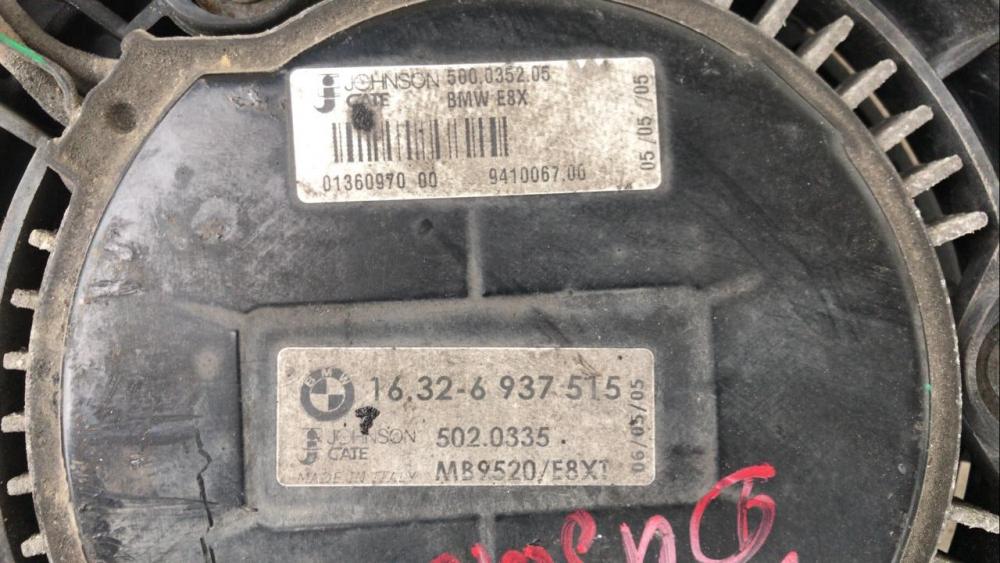 JOHNSON 500.0352.05
GATE BMW E8X
05/05/05
01360970 00 9410067.00
BMW 16.32-6 937 515
JOHNSON 502.0335.
GATE
MADE IN ITALY MB9520/E8XT
06/05/05